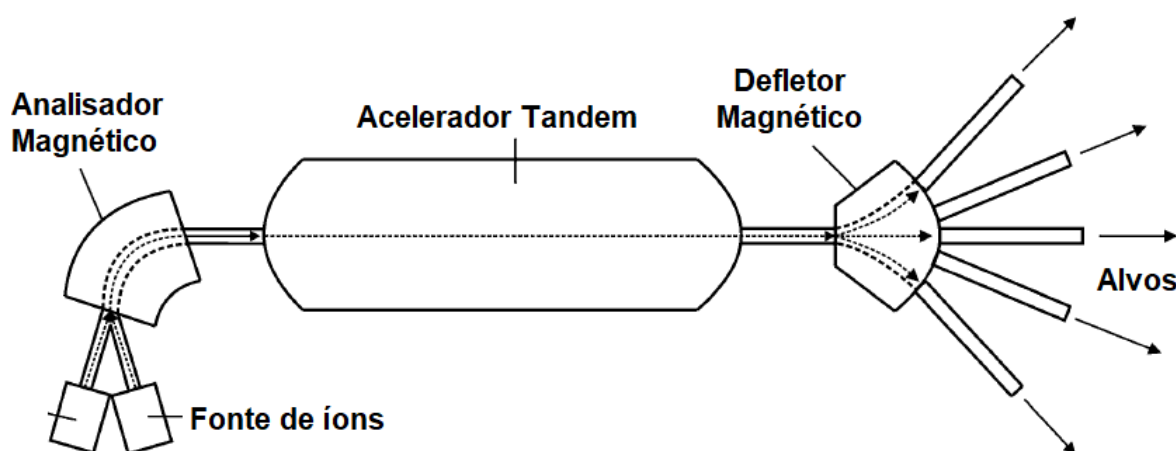 Analisador
Magnético
Acelerador Tandem
Defletor
Magnético
Alvos
Fonte de íons